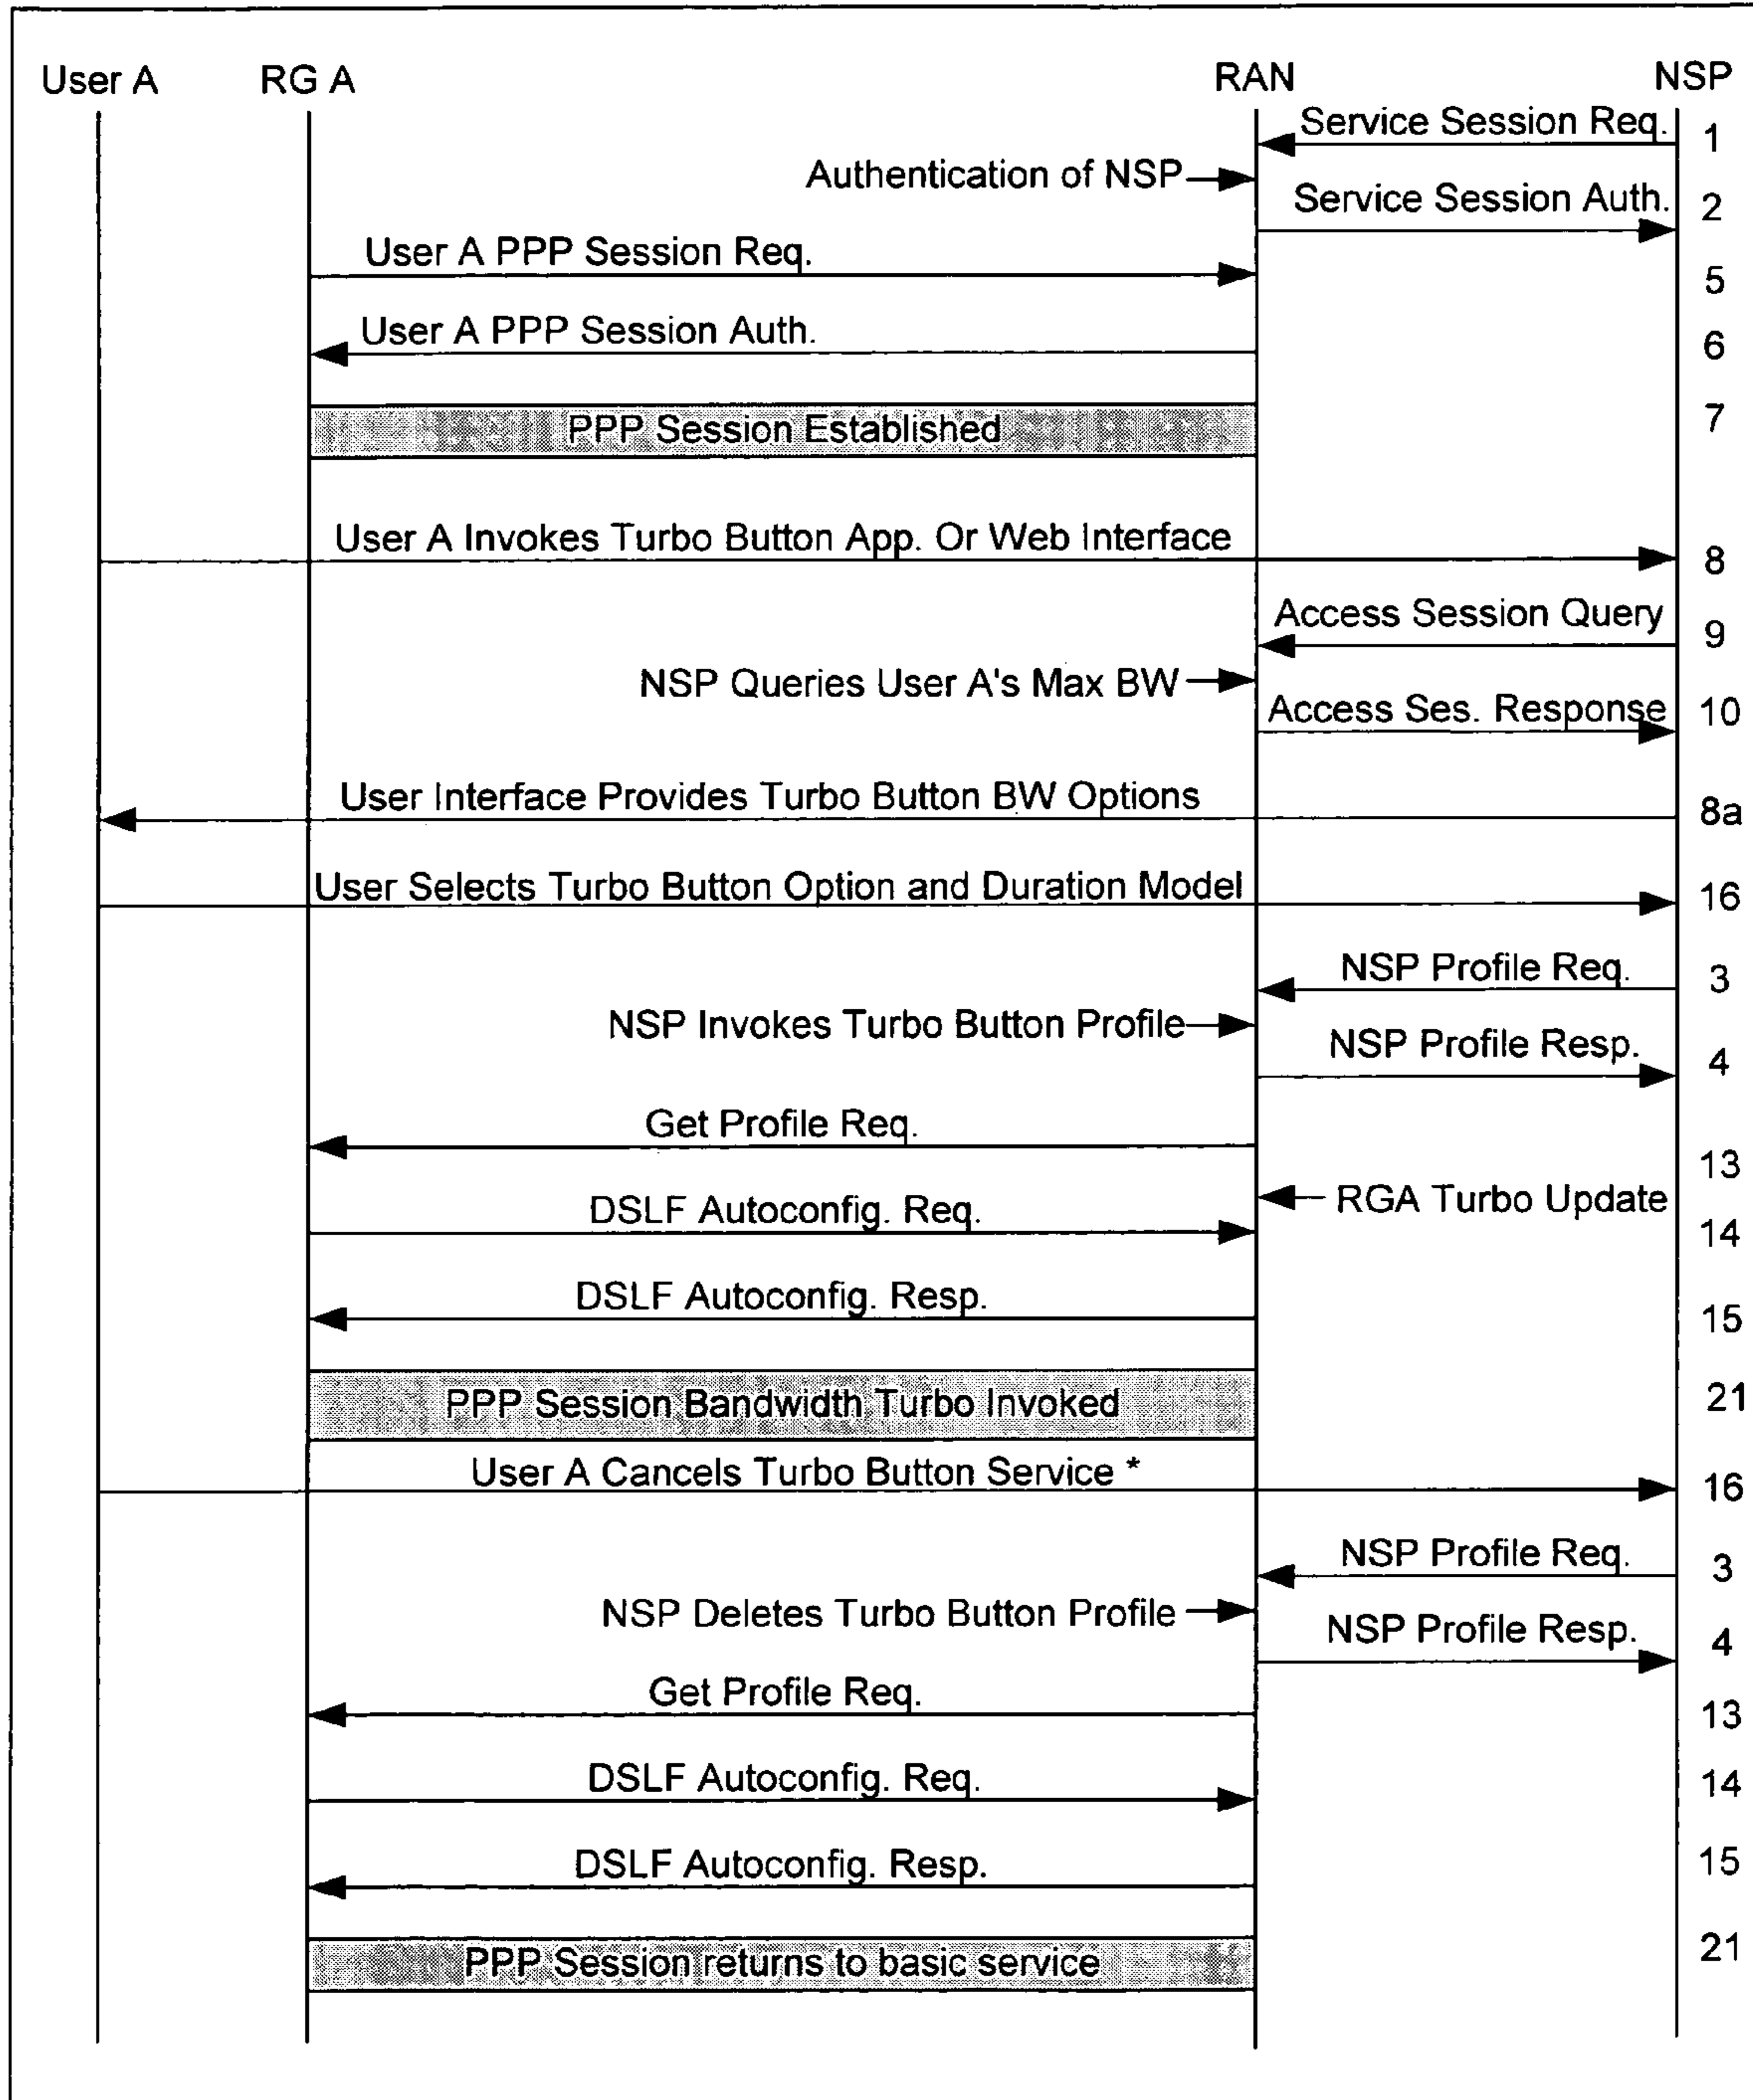 User A RG A RAN NSP
Service Session Req. 1
Authentication of NSP
Service Session Auth. 2
User A PPP Session Req. 5
User A PPP Session Auth. 6
PPP Session Established 7
User A Invokes Turbo Button App. Or Web Interface 8
Access Session Query 9
NSP Queries User A's Max BW
Access Ses. Response 10
User Interface Provides Turbo Button BW Options 8a
User Selects Turbo Button Option and Duration Model 16
NSP Profile Req. 3
NSP Invokes Turbo Button Profile
NSP Profile Resp. 4
Get Profile Req. 13
RGA Turbo Update
DSLF Autoconfig. Req. 14
DSLF Autoconfig. Resp. 15
PPP Session Bandwidth Turbo Invoked 21
User A Cancels Turbo Button Service * 16
NSP Profile Req. 3
NSP Deletes Turbo Button Profile
NSP Profile Resp. 4
Get Profile Req. 13
DSLF Autoconfig. Req. 14
DSLF Autoconfig. Resp. 15
PPP Session returns to basic service 21